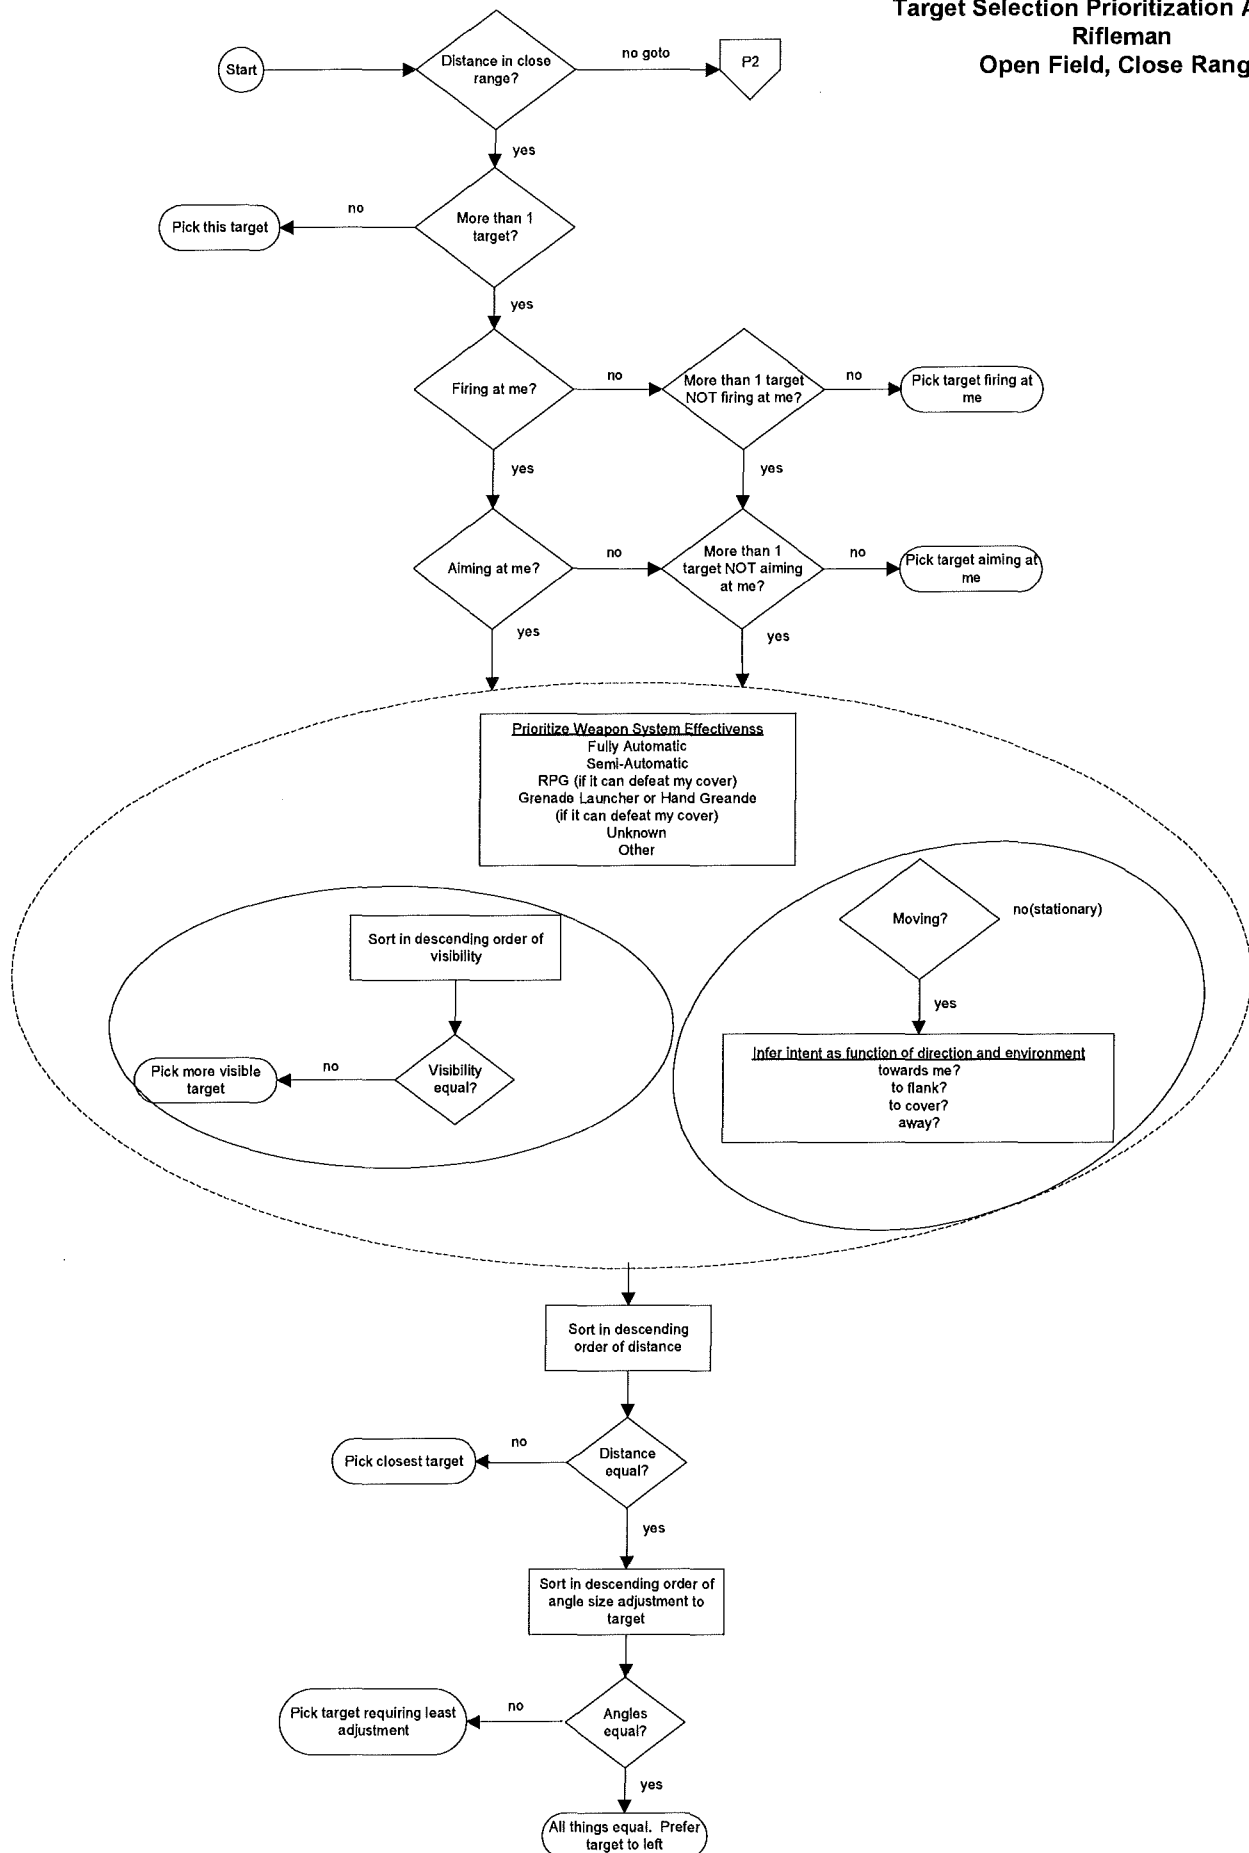 Target Selection Prioritization A
Rifleman
Open Field, Close Rang
Start
Distance in close
range?
no goto
P2
yes
Pick this target
no
More than 1
target?
yes
Firing at me?
no
More than 1 target
NOT firing at me?
no
Pick target firing at
me
yes
yes
Aiming at me?
no
More than 1
target NOT aiming
at me?
no
Pick target aiming at
me
yes
yes
Prioritize Weapon System Effectivenss
Fully Automatic
Semi-Automatic
RPG (if it can defeat my cover)
Grenade Launcher or Hand Greande
(if it can defeat my cover)
Unknown
Other
Sort in descending order of
visibility
Pick more visible
target
no
Visibility
equal?
Moving?
no(stationary)
yes
Infer intent as function of direction and environment
towards me?
to flank?
to cover?
away?
Sort in descending
order of distance
Pick closest target
no
Distance
equal?
yes
Sort in descending order of
angle size adjustment to
target
Pick target requiring least
adjustment
no
Angles
equal?
yes
All things equal. Prefer
target to left